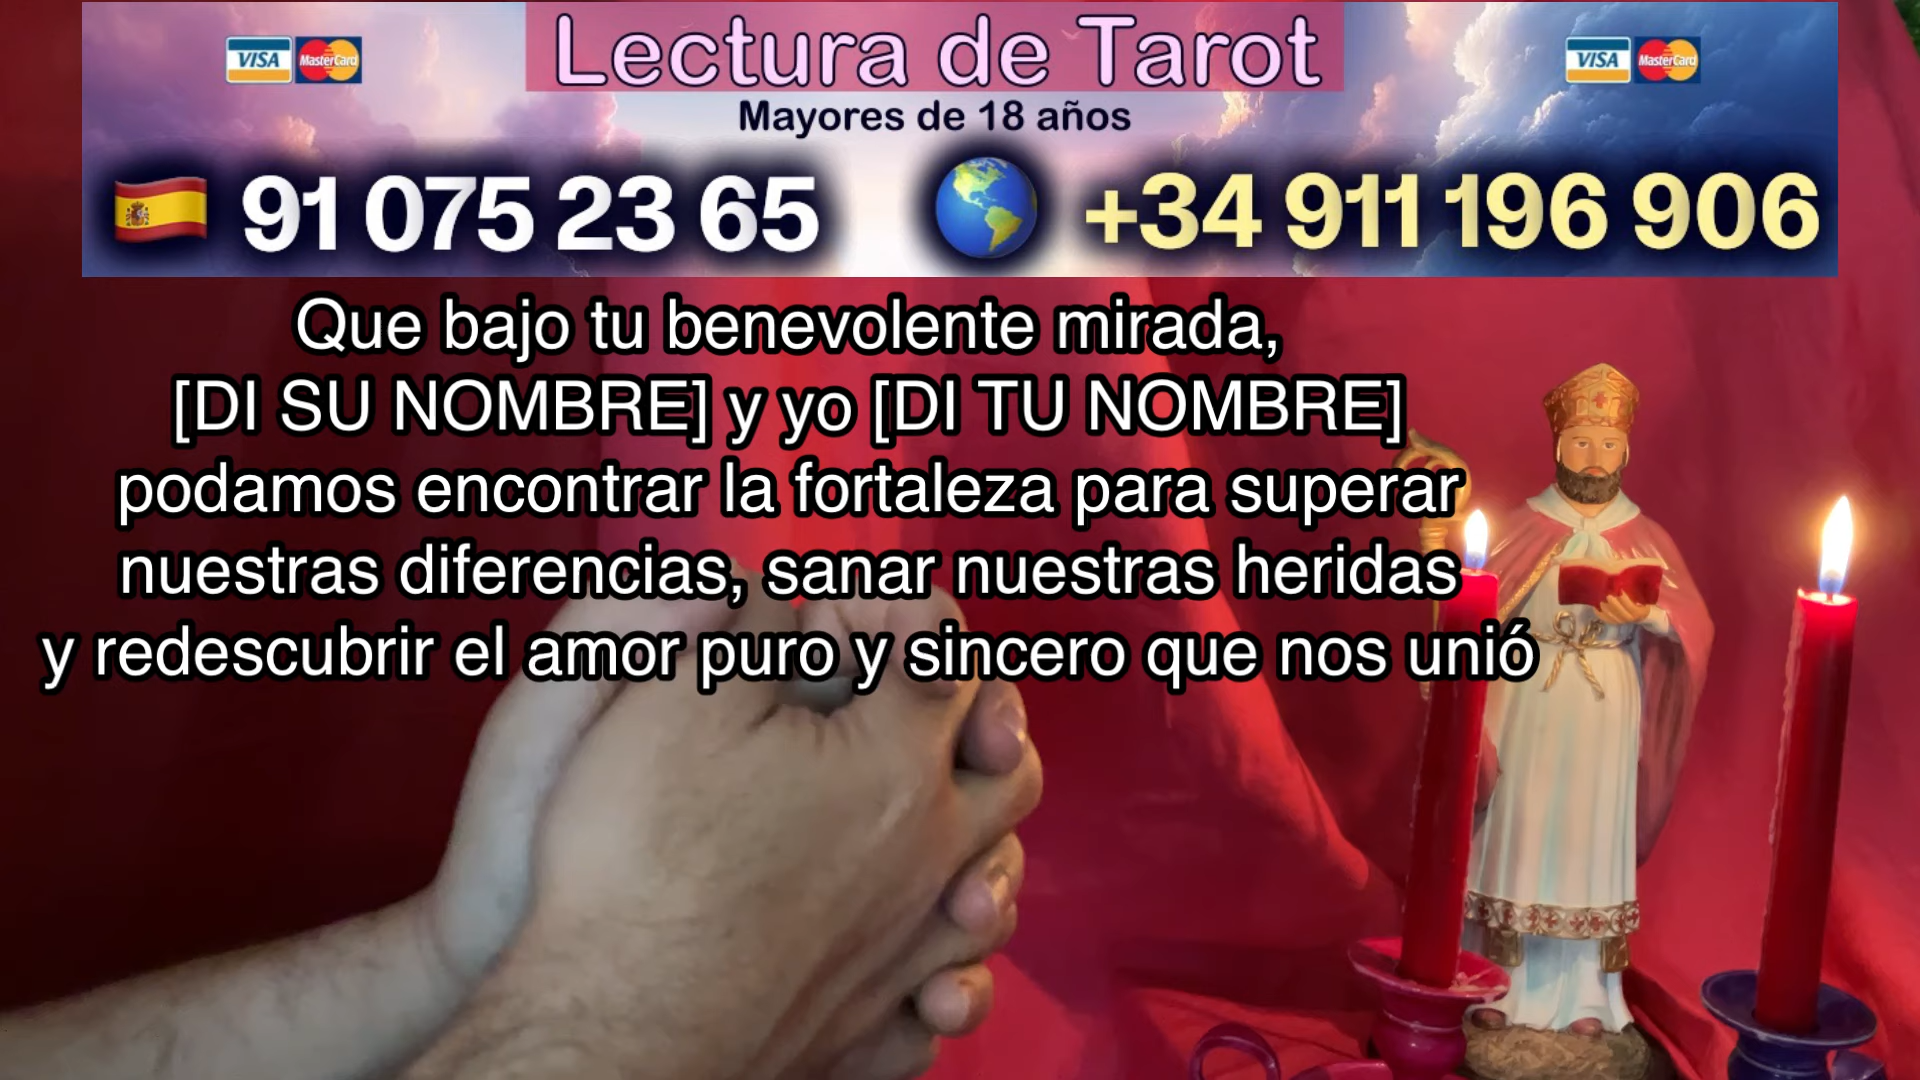 VISA MasterCard
Lectura de Tarot
VISA MasterCard
Mayores de 18 años
91 075 23 65
+34 911 196 906
Que bajo tu benevolente mirada,
[DI SU NOMBRE] y yo [DI TU NOMBRE]
podamos encontrar la fortaleza para superar
nuestras diferencias, sanar nuestras heridas
y redescubrir el amor puro y sincero que nos unió